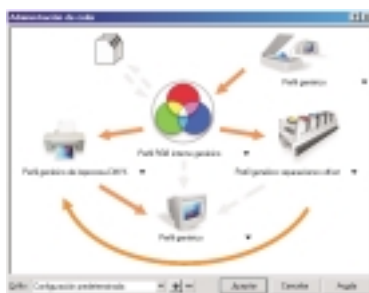 Administración de color
Perfil genérico
Perfil RGB interno genérico
Perfil genérico de impresora CMYK
Perfil genérico separaciones offset
Perfil genérico
Estilo: Configuración predeterminada
Aceptar
Cancelar
Ayuda